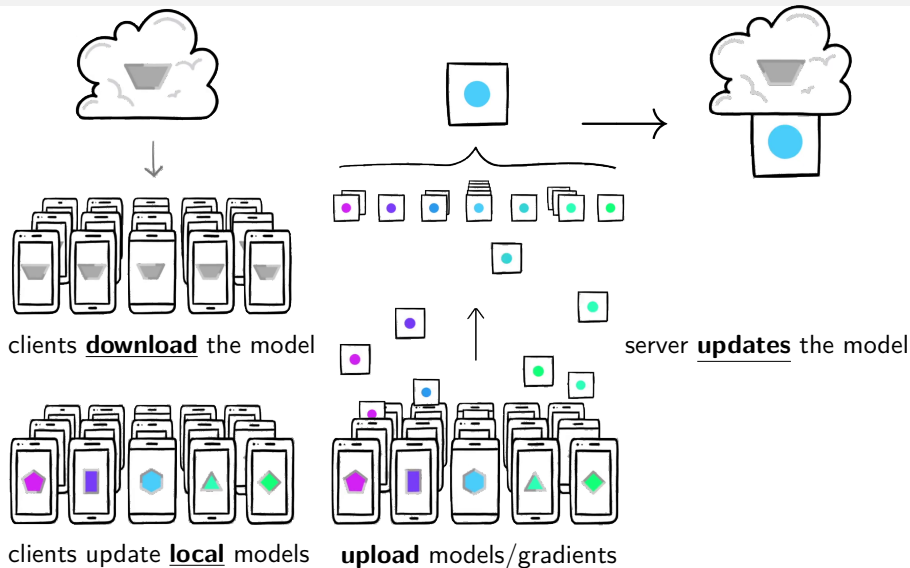 clients download the model
server updates the model
clients update local models
upload models/gradients